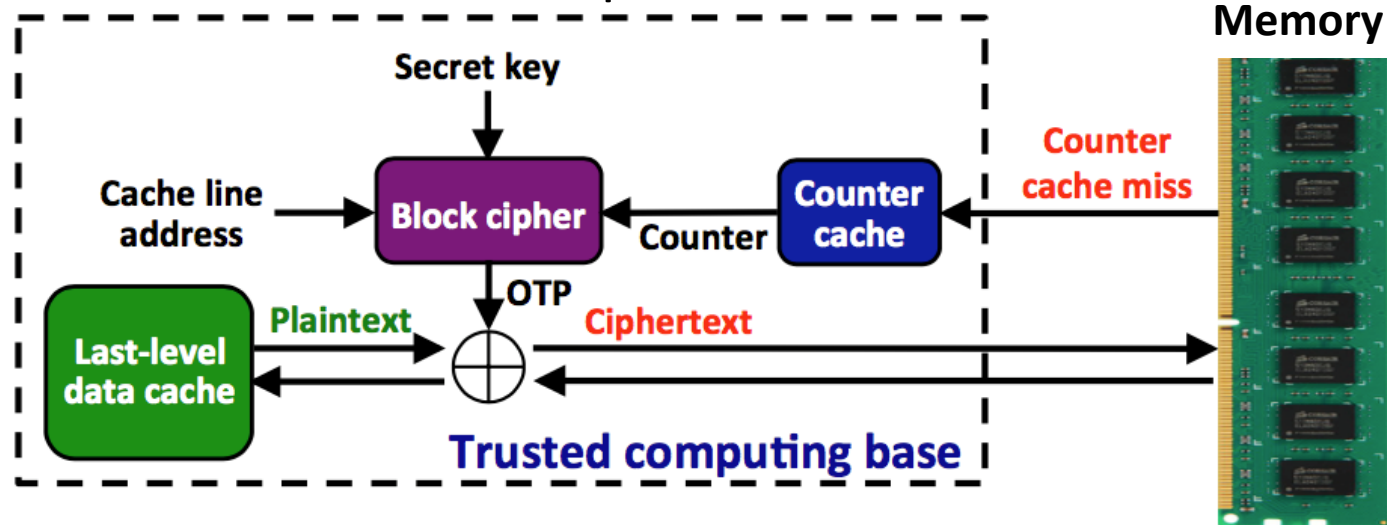 Memory
Secret key
Counter
cache miss
Cache line
address
Block cipher
Counter
Counter
cache
OTP
Plaintext
Ciphertext
Last-level
data cache
Trusted computing base